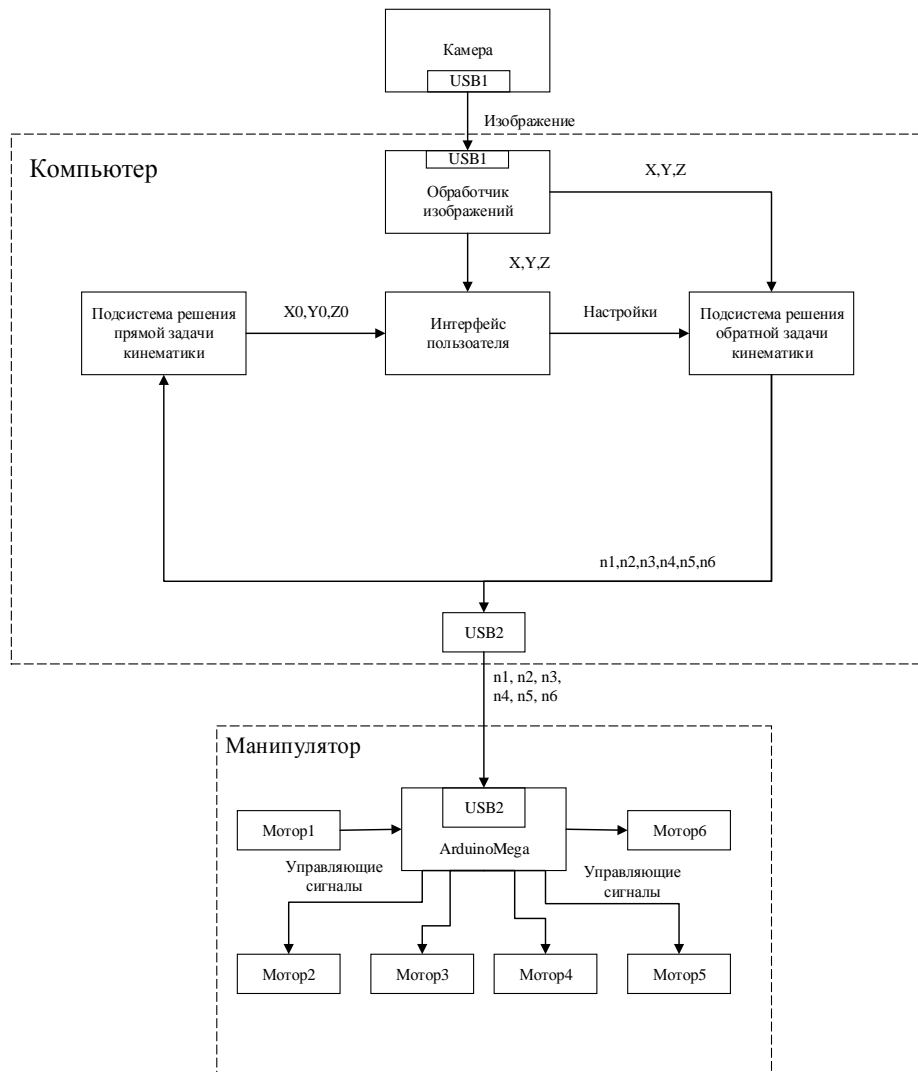 Камера
USB1
Изображение
Компьютер
USB1
Обработчик
изображений
X,Y,Z
X,Y,Z
Подсистема решения
прямой задачи
кинематики
X0,Y0,Z0
Интерфейс
пользоателя
Настройки
Подсистема решения
обратной задачи
кинематики
n1,n2,n3,n4,n5,n6
USB2
n1, n2, n3,
n4, n5, n6
Манипулятор
USB2
ArduinoMega
Мотор1
Мотор6
Управляющие
сигналы
Управляющие
сигналы
Мотор2
Мотор3
Мотор4
Мотор5